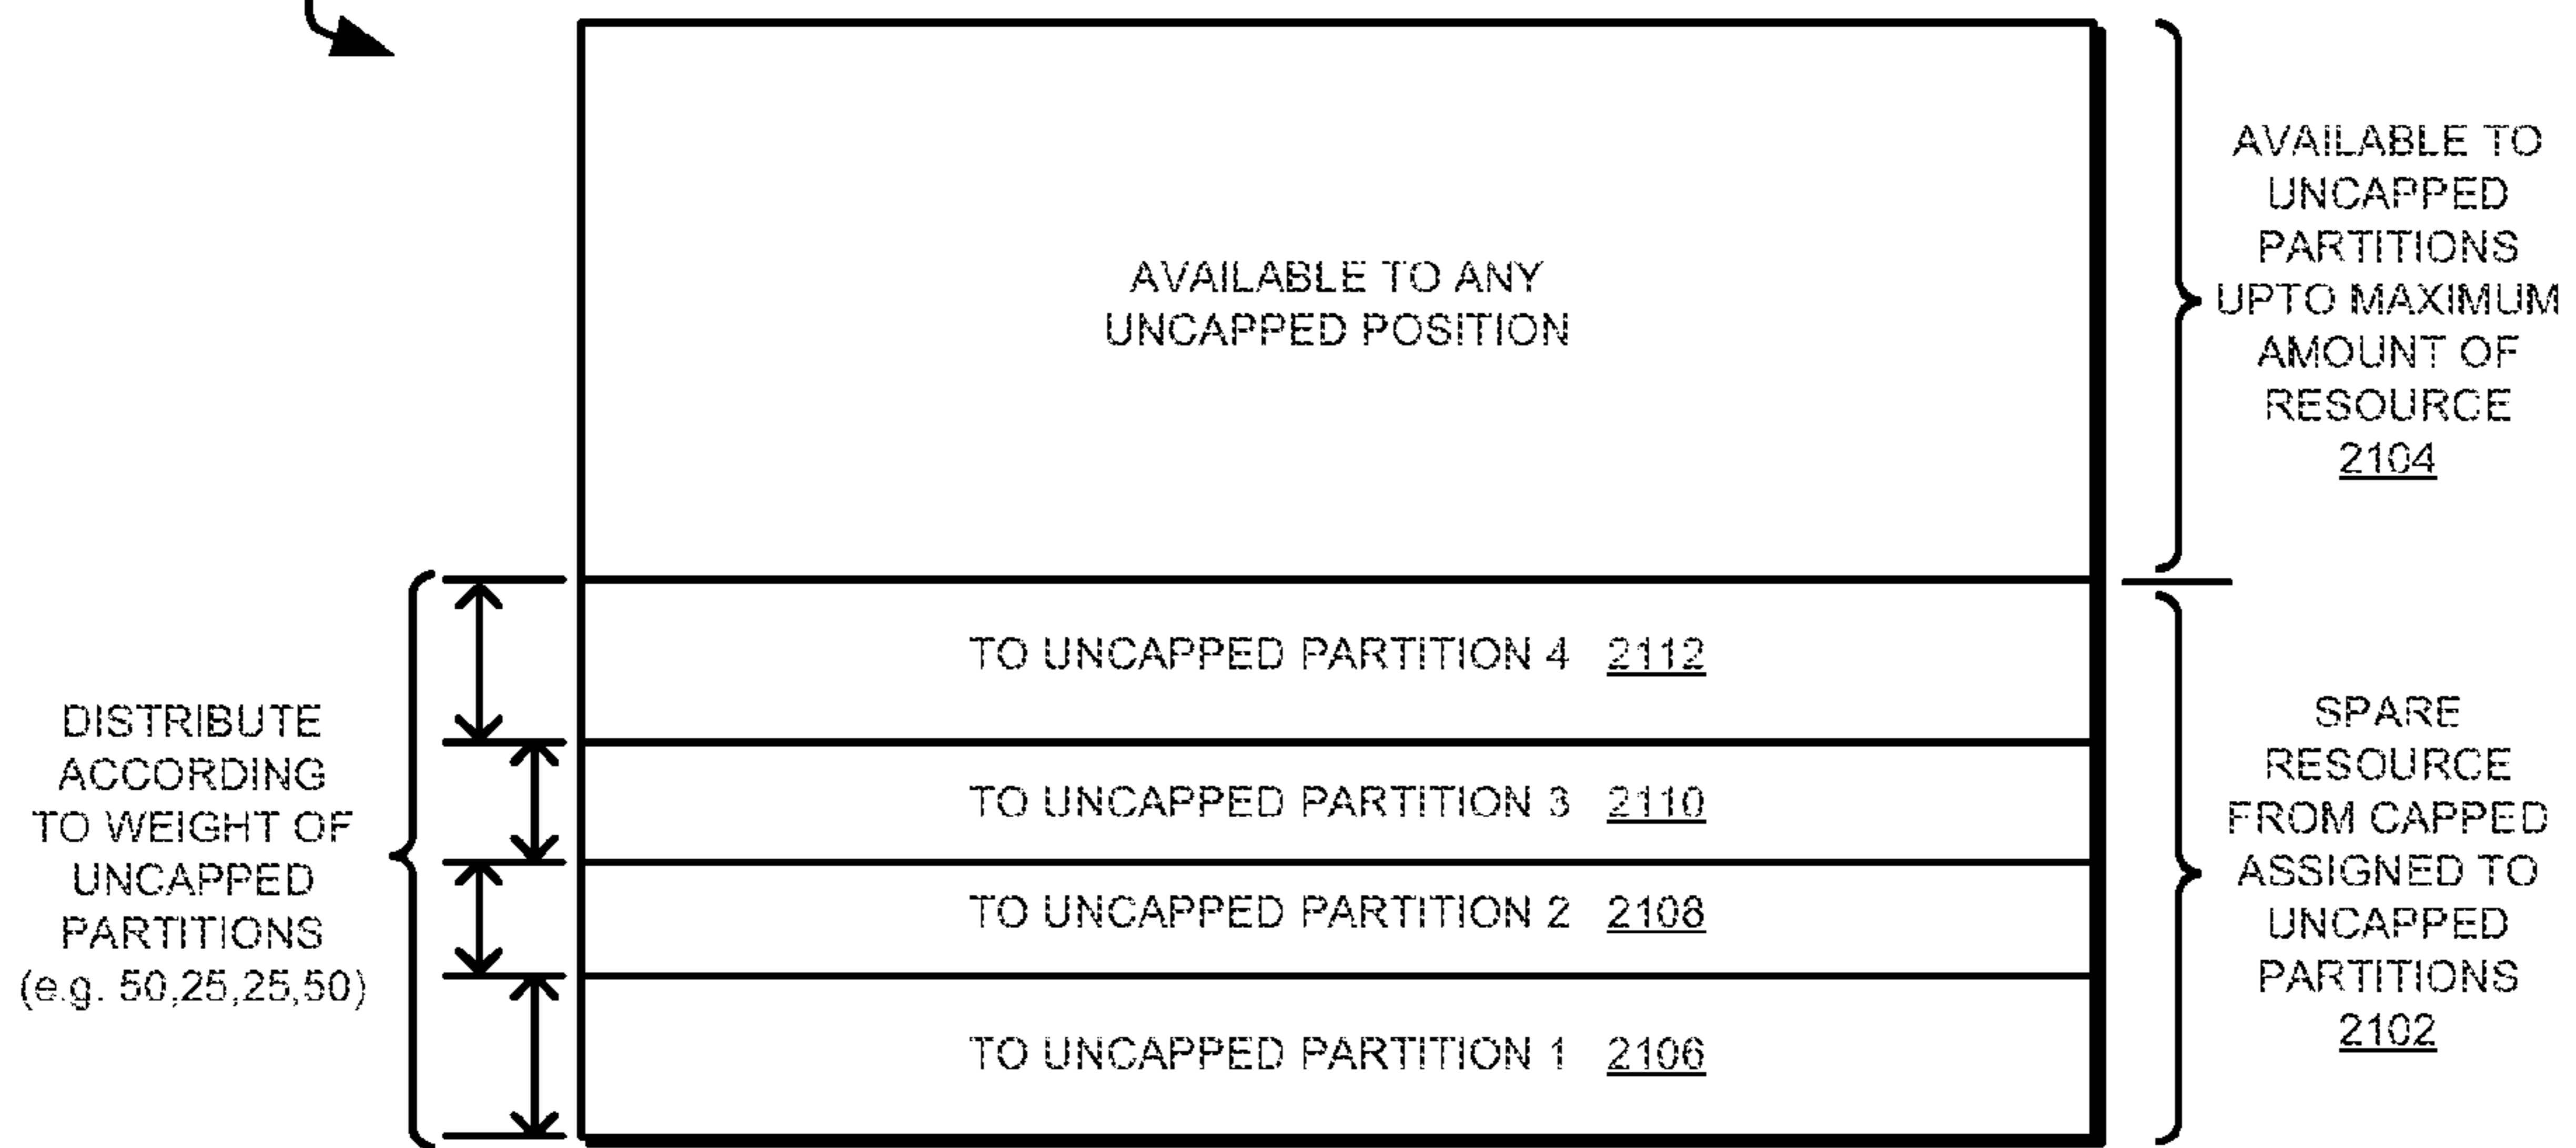 AVAILABLE TO ANY
UNCAPPED POSITION
AVAILABLE TO
UNCAPPED
PARTITIONS
UPTO MAXIMUM
AMOUNT OF
RESOURCE
2104
TO UNCAPPED PARTITION 4 2112
TO UNCAPPED PARTITION 3 2110
TO UNCAPPED PARTITION 2 2108
TO UNCAPPED PARTITION 1 2106
DISTRIBUTE
ACCORDING
TO WEIGHT OF
UNCAPPED
PARTITIONS
(e.g. 50,25,25,50)
SPARE
RESOURCE
FROM CAPPED
ASSIGNED TO
UNCAPPED
PARTITIONS
2102